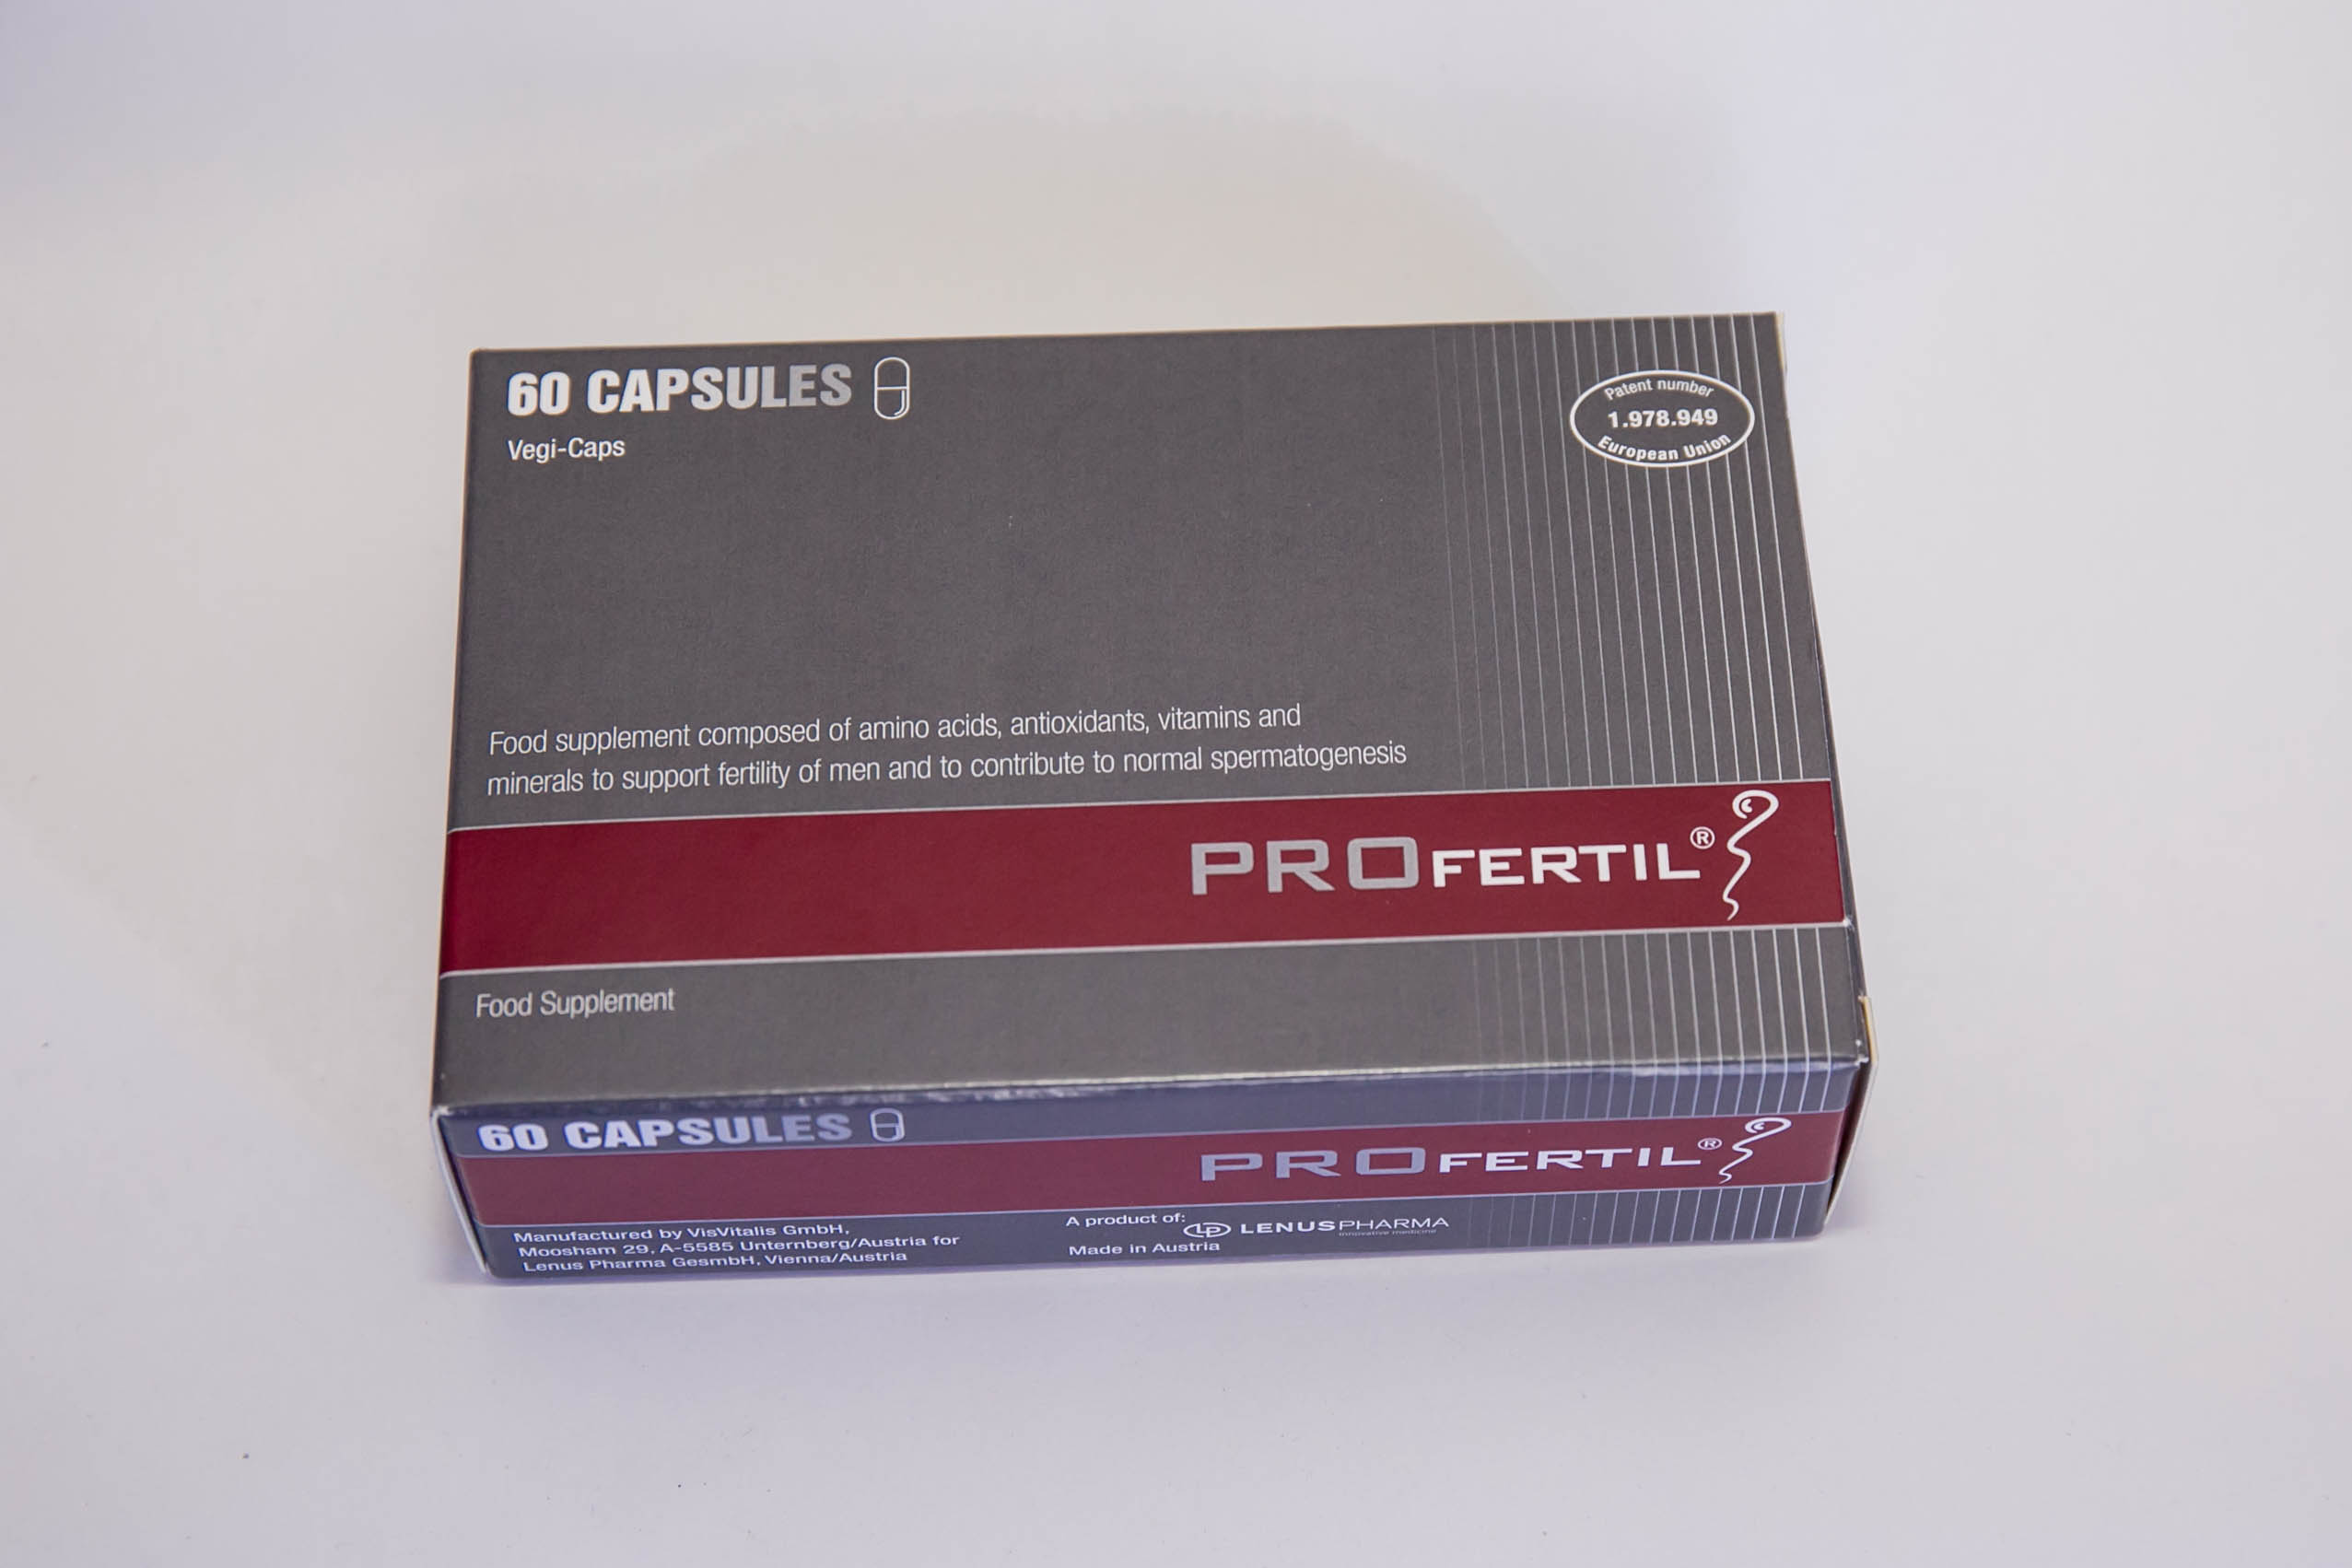 60 CAPSULES
Vegi-Caps
Patent number
1.978.949
European Union
Food supplement composed of amino acids, antioxidants, vitamins and
minerals to support fertility of men and to contribute to normal spermatogenesis
PROFERTIL®
Food Supplement
60 CAPSULES
PROFERTIL®
Manufactured by VisVitalis GmbH,
Moosham 29, A-5585 Unternberg/Austria for
Lenus Pharma GesmbH, Vienna/Austria
A product of:
LP LENUSPHARMA
innovative medicine
Made in Austria